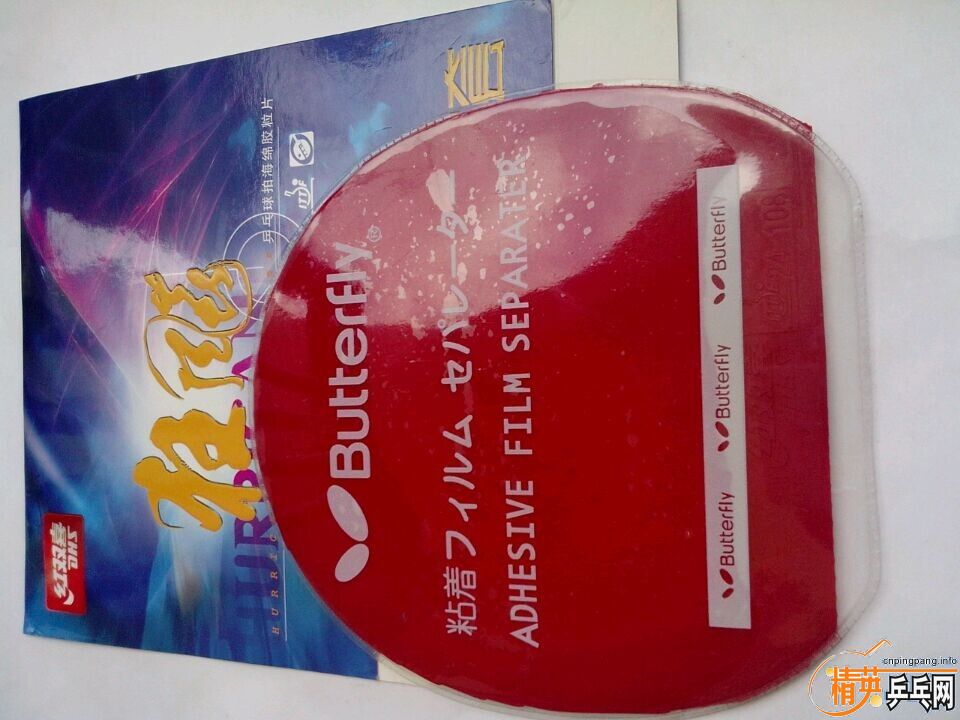 红双喜
DHS
狂飚
HURRIC
乒乓球拍海绵胶粒片
ITTF
Butterfly®
粘着フィルム セパレーター
ADHESIVE FILM SEPARATER
Butterfly Butterfly Butterfly
cnpingpang.info
精英乒乓网